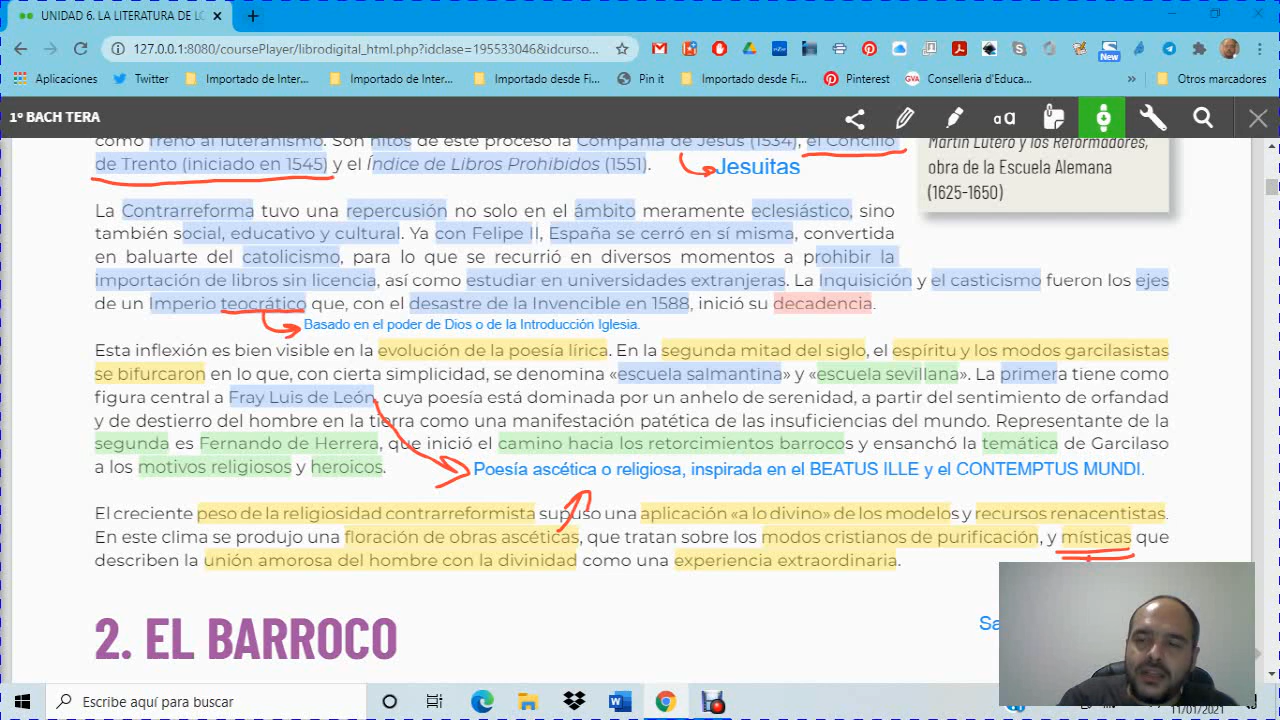 UNIDAD 6. LA LITERATURA DE LO
127.0.0.1:8080/coursePlayer/librodigital_html.php?idclase=195533046&idcurso...
New
Aplicaciones Twitter Importado de Inter... Importado de Inter... Importado desde Fi... Pin it Importado desde Fi... Pinterest GVA Conselleria d'Educa... » Otros marcadores
1º BACH TERA
aa
como freno al luteranismo. Son hitos de este proceso la Compañía de Jesús (1534), el Concilio
de Trento (iniciado en 1545) y el Índice de Libros Prohibidos (1551).
Jesuitas
Martín Lutero y los Reformadores,
obra de la Escuela Alemana
(1625-1650)
La Contrarreforma tuvo una repercusión no solo en el ámbito meramente eclesiástico, sino
también social, educativo y cultural. Ya con Felipe II, España se cerró en sí misma, convertida
en baluarte del catolicismo, para lo que se recurrió en diversos momentos a prohibir la
importación de libros sin licencia, así como estudiar en universidades extranjeras. La Inquisición y el casticismo fueron los ejes
de un Imperio teocrático que, con el desastre de la Invencible en 1588, inició su decadencia.
Basado en el poder de Dios o de la Introducción Iglesia.
Esta inflexión es bien visible en la evolución de la poesía lírica. En la segunda mitad del siglo, el espíritu y los modos garcilasistas
se bifurcaron en lo que, con cierta simplicidad, se denomina «escuela salmantina» y «escuela sevillana». La primera tiene como
figura central a Fray Luis de León, cuya poesía está dominada por un anhelo de serenidad, a partir del sentimiento de orfandad
y de destierro del hombre en la tierra como una manifestación patética de las insuficiencias del mundo. Representante de la
segunda es Fernando de Herrera, que inició el camino hacia los retorcimientos barrocos y ensanchó la temática de Garcilaso
a los motivos religiosos y heroicos.
Poesía ascética o religiosa, inspirada en el BEATUS ILLE y el CONTEMPTUS MUNDI.
El creciente peso de la religiosidad contrarreformista supuso una aplicación «a lo divino» de los modelos y recursos renacentistas.
En este clima se produjo una floración de obras ascéticas, que tratan sobre los modos cristianos de purificación, y místicas que
describen la unión amorosa del hombre con la divinidad como una experiencia extraordinaria.
2. EL BARROCO
Sa
Escribe aquí para buscar
11/01/2021